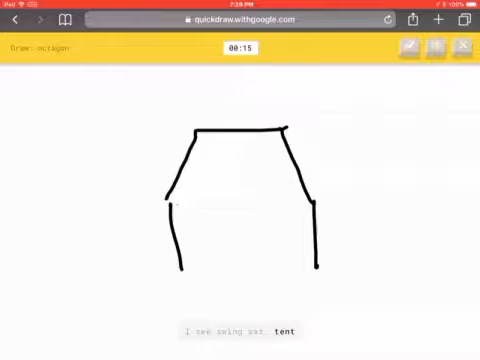 iPad 7:39 PM 100%
quickdraw.withgoogle.com
Draw: octagon 00:15
I see swing set, tent